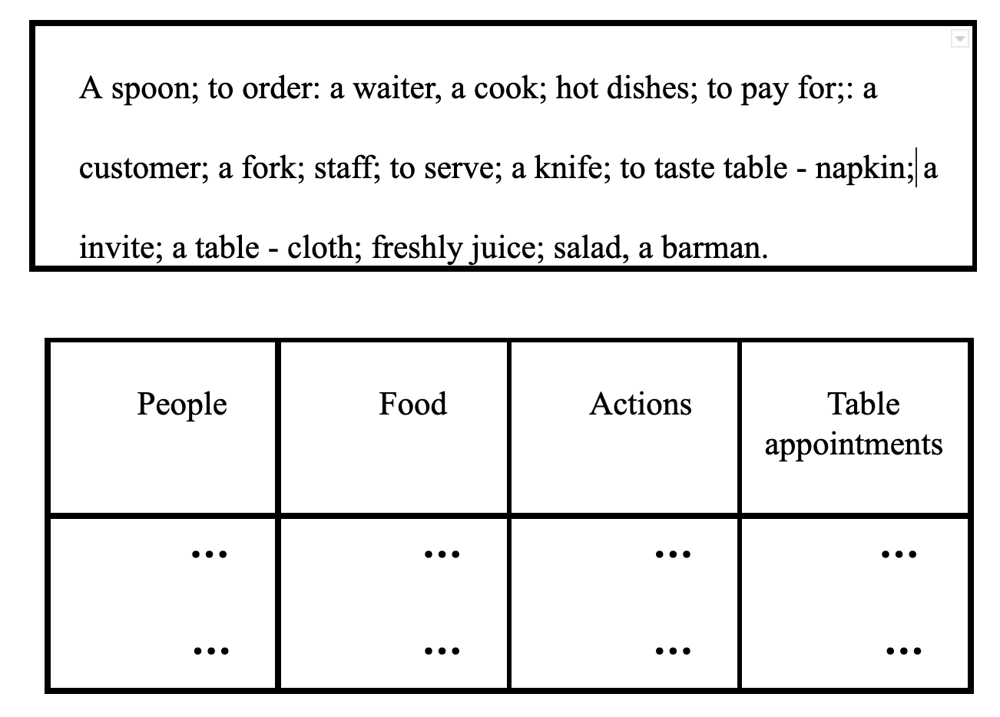 A spoon; to order: a waiter, a cook; hot dishes; to pay for;: a
customer; a fork; staff; to serve; a knife; to taste table - napkin; a
invite; a table - cloth; freshly juice; salad, a barman.
People Food Actions Table
appointments
... ... ... ...
... ... ... ...